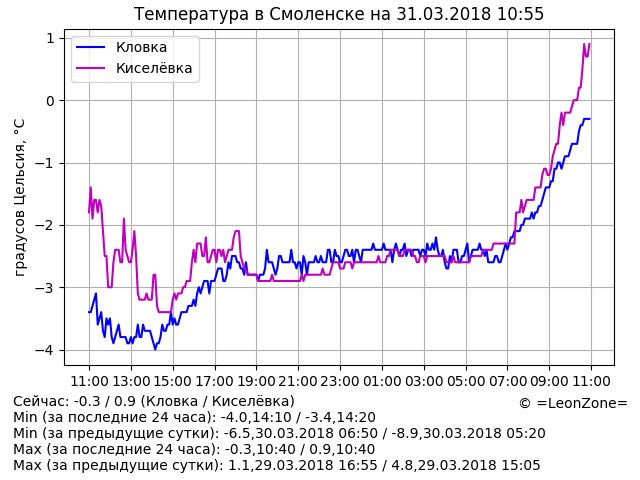 Температура в Смоленске на 31.03.2018 10:55
Кловка
Киселёвка
градусов Цельсия, °C
1
0
−1
−2
−3
−4
11:00 13:00 15:00 17:00 19:00 21:00 23:00 01:00 03:00 05:00 07:00 09:00 11:00
Сейчас: -0.3 / 0.9 (Кловка / Киселёвка)
© =LeonZone=
Min (за последние 24 часа): -4.0,14:10 / -3.4,14:20
Min (за предыдущие сутки): -6.5,30.03.2018 06:50 / -8.9,30.03.2018 05:20
Max (за последние 24 часа): -0.3,10:40 / 0.9,10:40
Max (за предыдущие сутки): 1.1,29.03.2018 16:55 / 4.8,29.03.2018 15:05